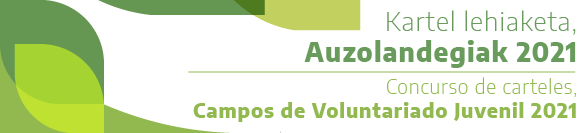 Kartel lehiaketa,
Auzolandegiak 2021
Concurso de carteles,
Campos de Voluntariado Juvenil 2021